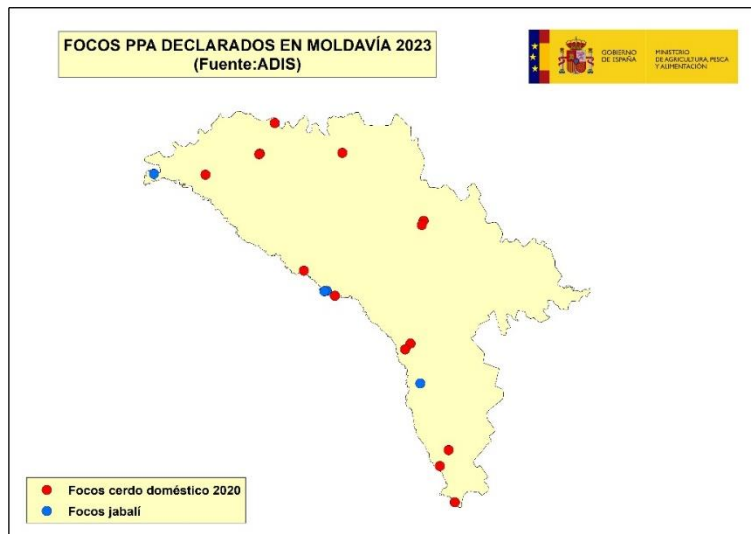 FOCOS PPA DECLARADOS EN MOLDAVÍA 2023
(Fuente:ADIS)
GOBIERNO
DE ESPAÑA
MINISTERIO
DE AGRICULTURA, PESCA
Y ALIMENTACIÓN
Focos cerdo doméstico 2020
Focos jabalí